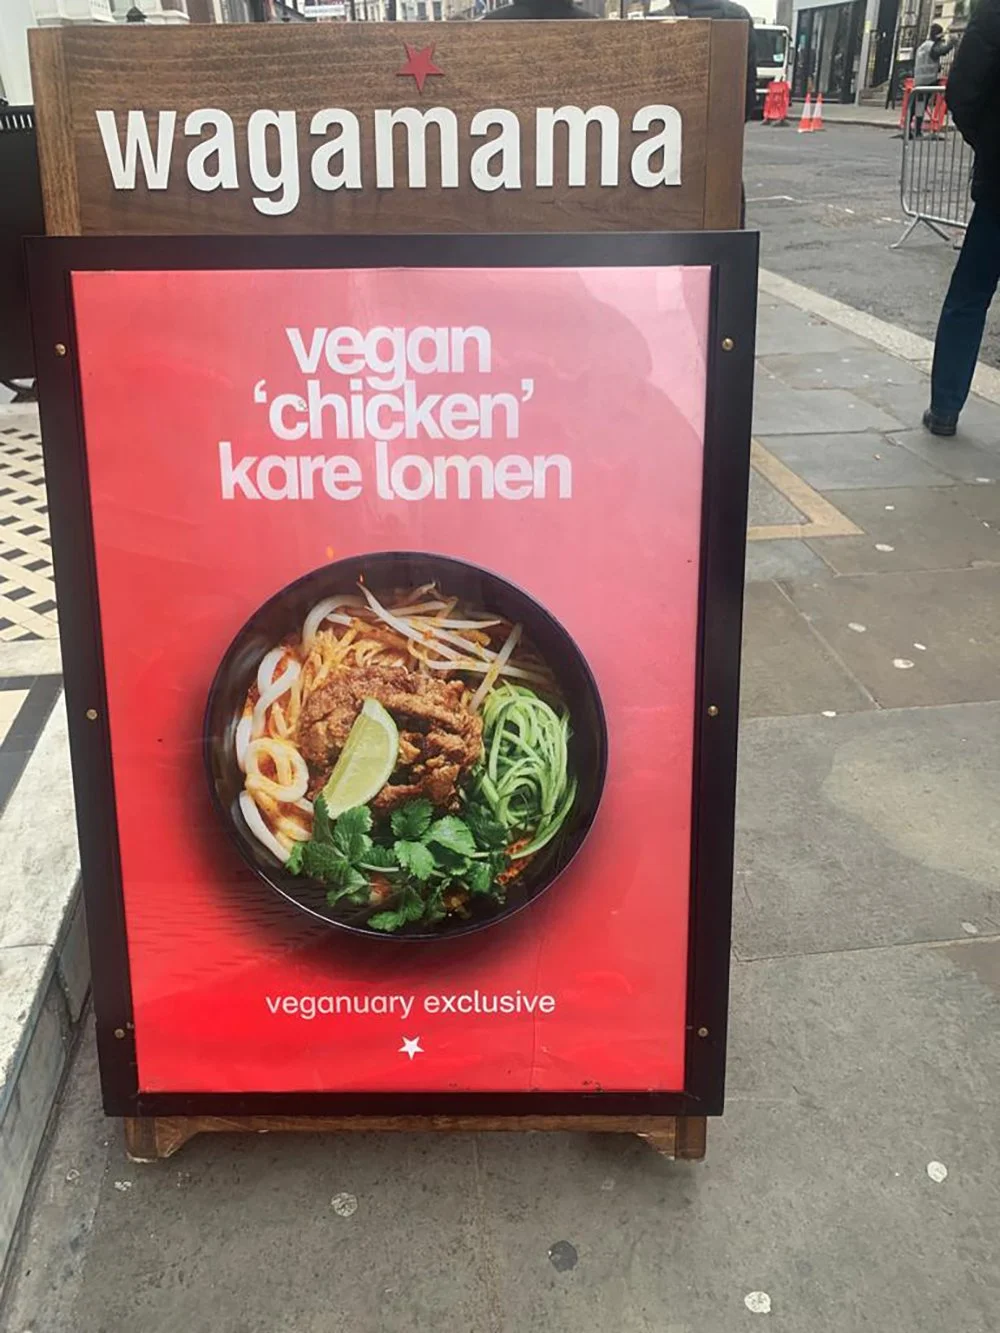 wagamama
vegan
‘chicken’
kare lomen
veganuary exclusive